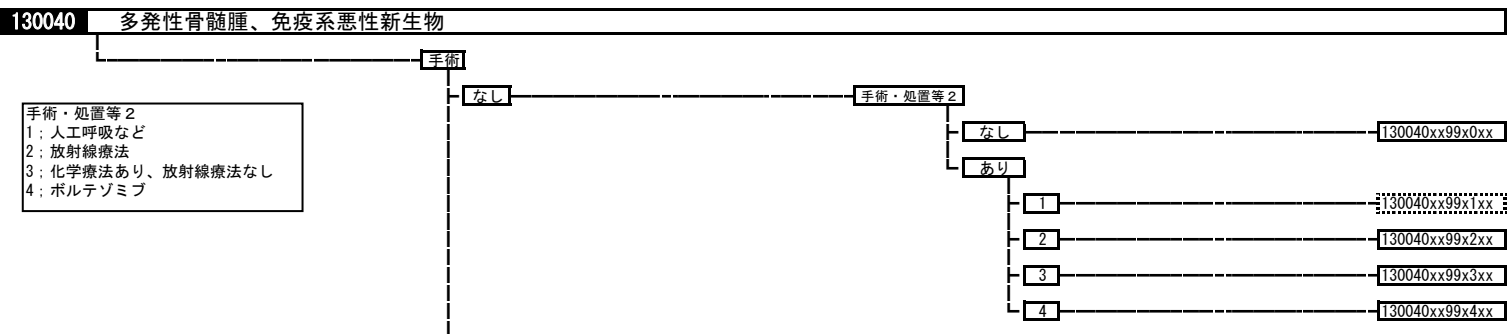 130040 多発性骨髄腫、免疫系悪性新生物
手術
なし 手術・処置等２
手術・処置等２
1；人工呼吸など
2；放射線療法
3；化学療法あり、放射線療法なし
4；ボルテゾミブ
なし 130040xx99x0xx
あり
1 130040xx99x1xx
2 130040xx99x2xx
3 130040xx99x3xx
4 130040xx99x4xx